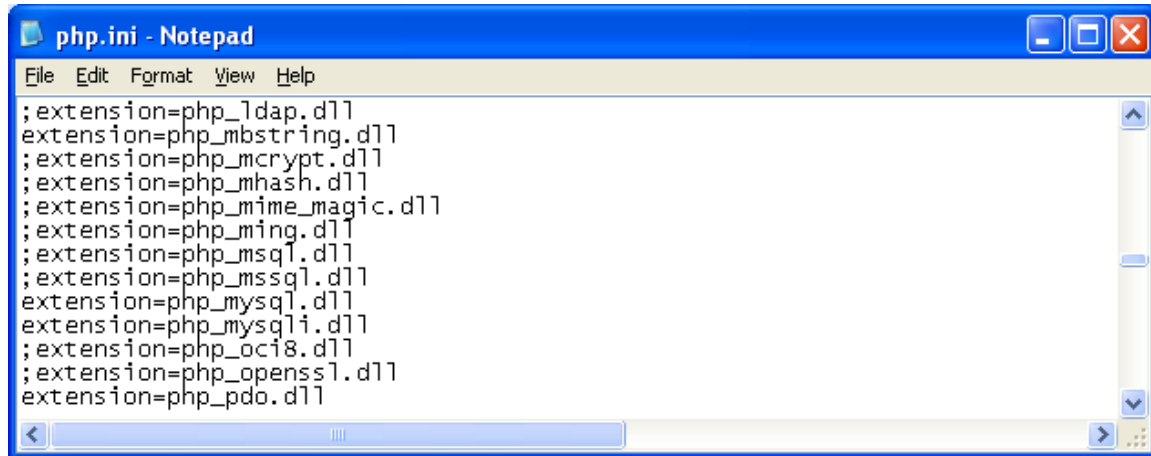 php.ini - Notepad
File Edit Format View Help
;extension=php_ldap.dll
extension=php_mbstring.dll
;extension=php_mcrypt.dll
;extension=php_mhash.dll
;extension=php_mime_magic.dll
;extension=php_ming.dll
;extension=php_msql.dll
;extension=php_mssql.dll
extension=php_mysql.dll
extension=php_mysqli.dll
;extension=php_oci8.dll
;extension=php_openssl.dll
extension=php_pdo.dll